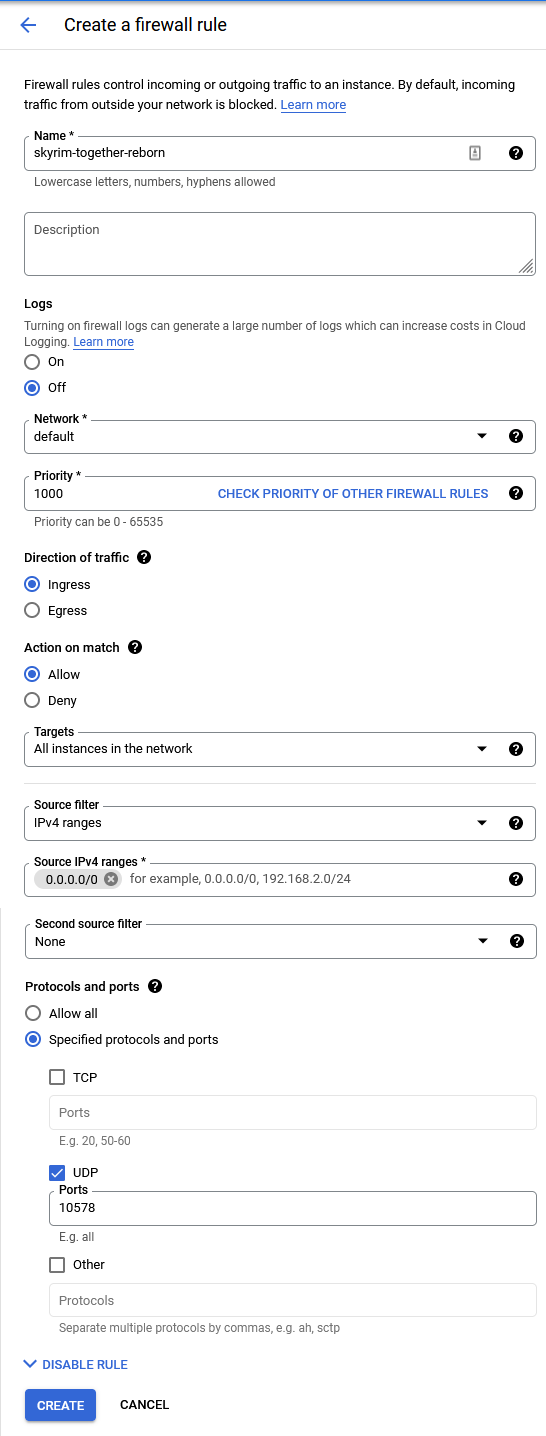 Create a firewall rule
Firewall rules control incoming or outgoing traffic to an instance. By default, incoming
traffic from outside your network is blocked. Learn more
Name *
skyrim-together-reborn
Lowercase letters, numbers, hyphens allowed
Description
Logs
Turning on firewall logs can generate a large number of logs which can increase costs in Cloud
Logging. Learn more
On
Off
Network *
default
Priority *
1000 CHECK PRIORITY OF OTHER FIREWALL RULES
Priority can be 0 - 65535
Direction of traffic
Ingress
Egress
Action on match
Allow
Deny
Targets
All instances in the network
Source filter
IPv4 ranges
Source IPv4 ranges *
0.0.0.0/0 for example, 0.0.0.0/0, 192.168.2.0/24
Second source filter
None
Protocols and ports
Allow all
Specified protocols and ports
TCP
Ports
E.g. 20, 50-60
UDP
Ports
10578
E.g. all
Other
Protocols
Separate multiple protocols by commas, e.g. ah, sctp
DISABLE RULE
CREATE CANCEL